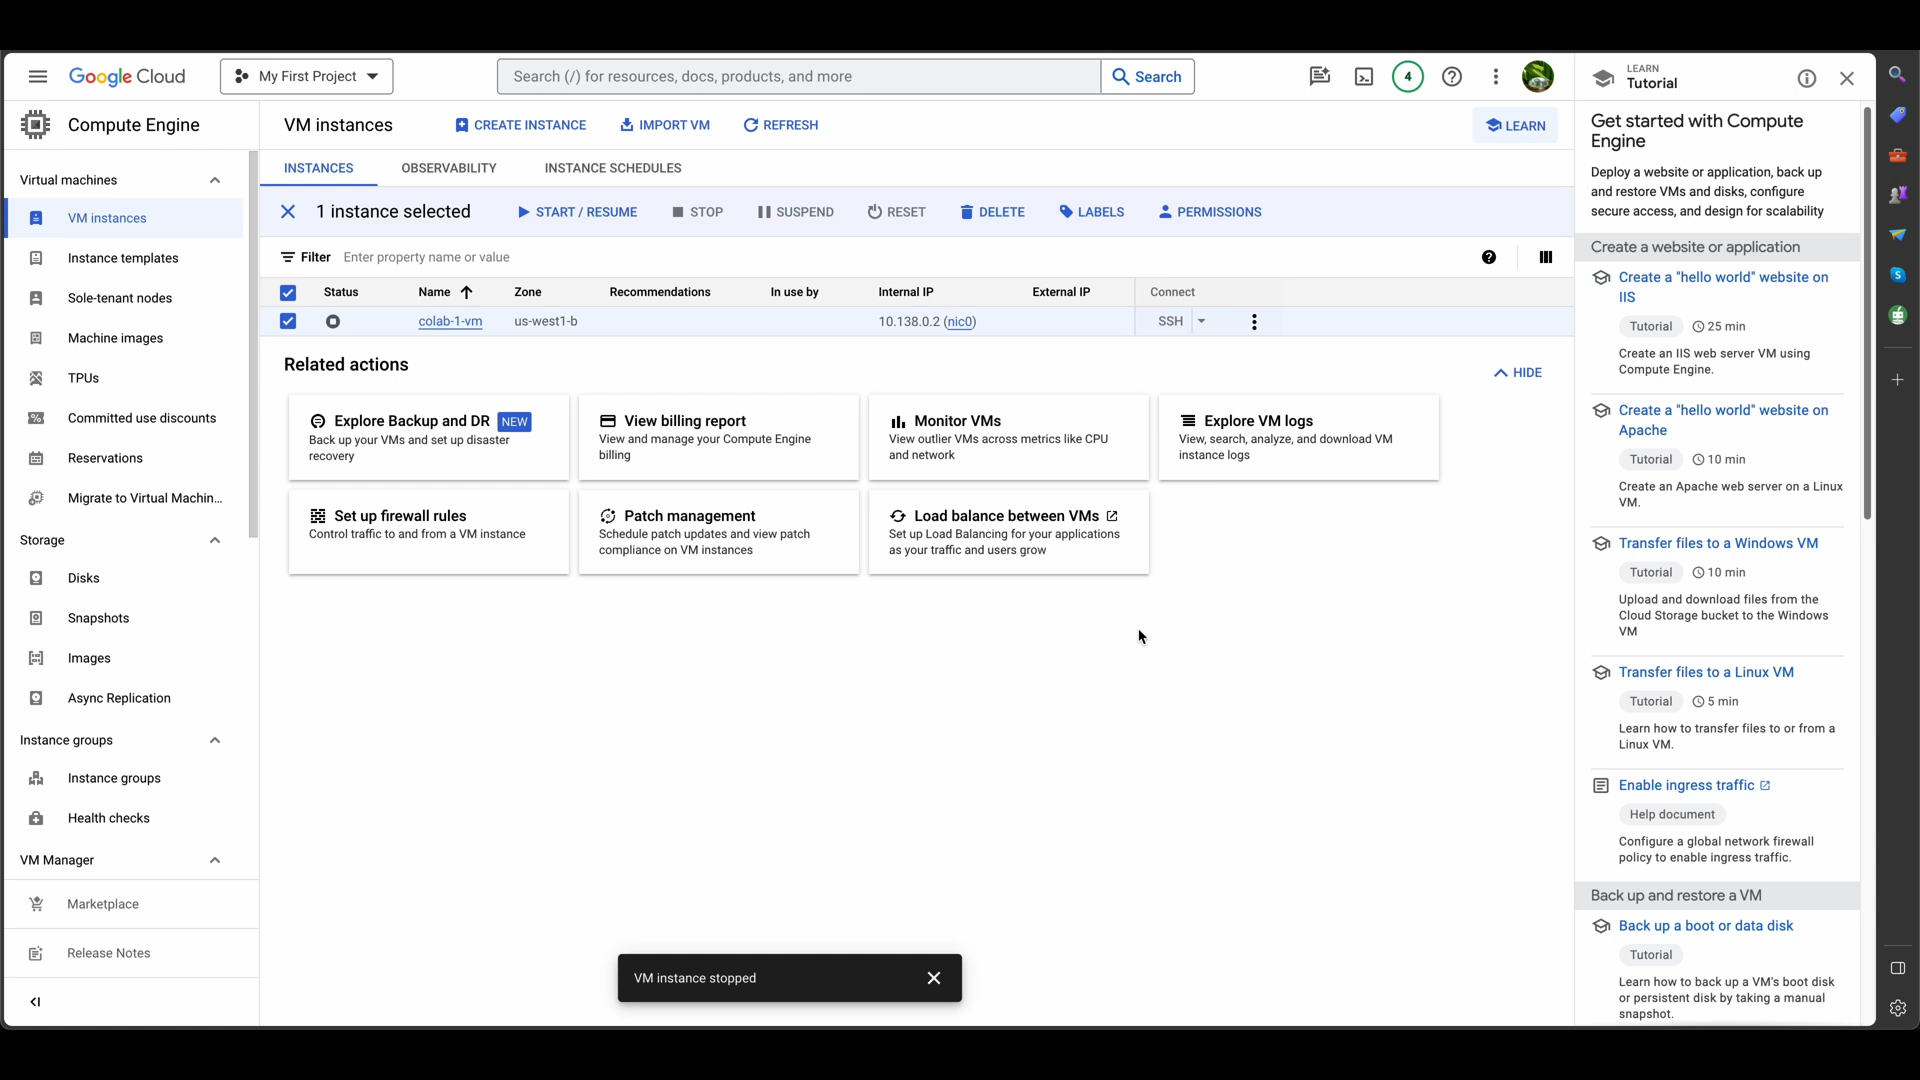 Google Cloud
My First Project
Search (/) for resources, docs, products, and more
Search
4
LEARN
Tutorial
Compute Engine
VM instances
CREATE INSTANCE
IMPORT VM
REFRESH
LEARN
INSTANCES
OBSERVABILITY
INSTANCE SCHEDULES
1 instance selected
START / RESUME
STOP
SUSPEND
RESET
DELETE
LABELS
PERMISSIONS
Filter
Enter property name or value
Status
Name
Zone
Recommendations
In use by
Internal IP
External IP
Connect
colab-1-vm
us-west1-b
10.138.0.2 (nic0)
SSH
Related actions
HIDE
Explore Backup and DR NEW
Back up your VMs and set up disaster
recovery
View billing report
View and manage your Compute Engine
billing
Monitor VMs
View outlier VMs across metrics like CPU
and network
Explore VM logs
View, search, analyze, and download VM
instance logs
Set up firewall rules
Control traffic to and from a VM instance
Patch management
Schedule patch updates and view patch
compliance on VM instances
Load balance between VMs
Set up Load Balancing for your applications
as your traffic and users grow
VM instance stopped
Virtual machines
VM instances
Instance templates
Sole-tenant nodes
Machine images
TPUs
Committed use discounts
Reservations
Migrate to Virtual Machin...
Storage
Disks
Snapshots
Images
Async Replication
Instance groups
Instance groups
Health checks
VM Manager
Marketplace
Release Notes
Get started with Compute
Engine
Deploy a website or application, back up
and restore VMs and disks, configure
secure access, and design for scalability
Create a website or application
Create a "hello world" website on
IIS
Tutorial
25 min
Create an IIS web server VM using
Compute Engine.
Create a "hello world" website on
Apache
Tutorial
10 min
Create an Apache web server on a Linux
VM.
Transfer files to a Windows VM
Tutorial
10 min
Upload and download files from the
Cloud Storage bucket to the Windows
VM
Transfer files to a Linux VM
Tutorial
5 min
Learn how to transfer files to or from a
Linux VM.
Enable ingress traffic
Help document
Configure a global network firewall
policy to enable ingress traffic.
Back up and restore a VM
Back up a boot or data disk
Tutorial
Learn how to back up a VM's boot disk
or persistent disk by taking a manual
snapshot.